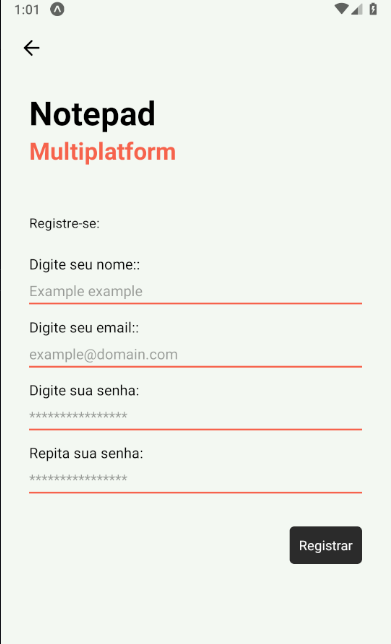 1:01
Notepad
Multiplatform
Registre-se:
Digite seu nome::
Example example
Digite seu email::
example@domain.com
Digite sua senha:
****************
Repita sua senha:
****************
Registrar